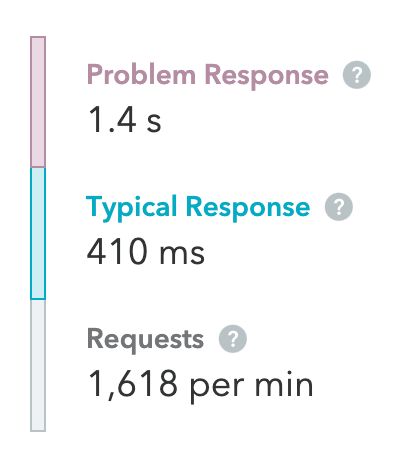 Problem Response ?
1.4 s
Typical Response ?
410 ms
Requests ?
1,618 per min